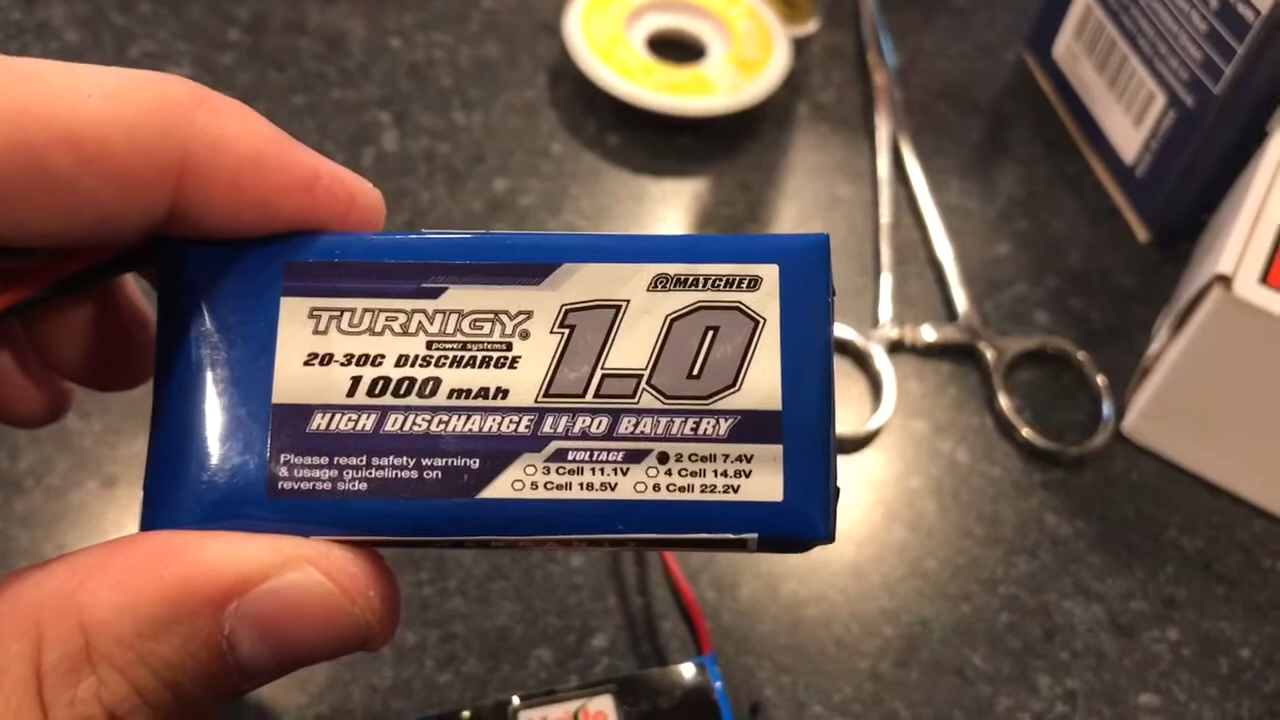 Ω MATCHED
TURNIGY®
power systems
1.0
20-30C DISCHARGE
1000 mAh
HIGH DISCHARGE LI-PO BATTERY
Please read safety warning
& usage guidelines on
reverse side
VOLTAGE
2 Cell 7.4V
3 Cell 11.1V
4 Cell 14.8V
5 Cell 18.5V
6 Cell 22.2V